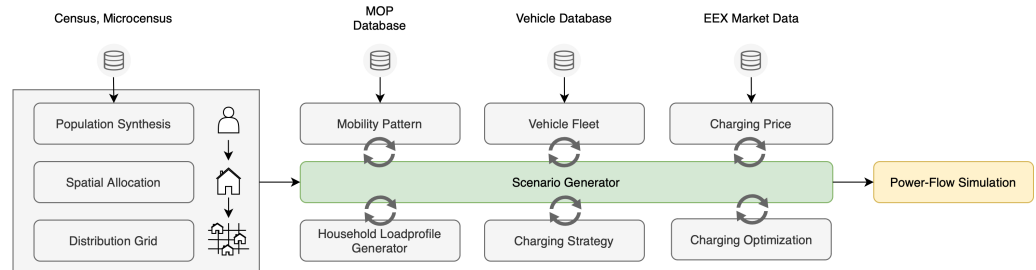 Census, Microcensus
MOP
Database
Vehicle Database
EEX Market Data
Population Synthesis
Mobility Pattern
Vehicle Fleet
Charging Price
Spatial Allocation
Scenario Generator
Power-Flow Simulation
Distribution Grid
Household Loadprofile
Generator
Charging Strategy
Charging Optimization